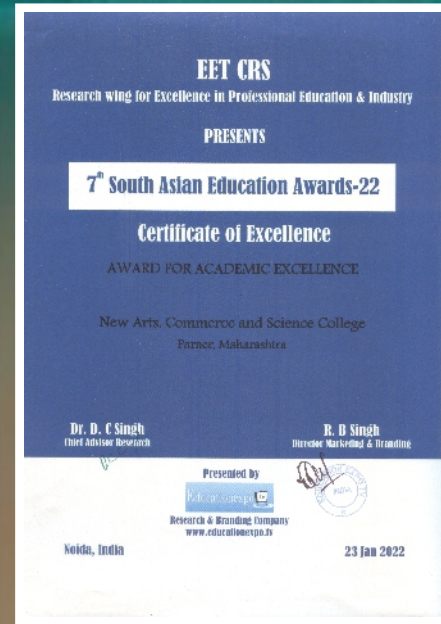 EET CRS
Research wing for Excellence in Professional Education & Industry
PRESENTS
7th South Asian Education Awards-22
Certificate of Excellence
AWARD FOR ACADEMIC EXCELLENCE
New Arts, Commerce and Science College
Parner, Maharashtra
Dr. D. C Singh
Chief Advisor Research
R. B Singh
Director Marketing & Branding
Presented by
Educationexpo tv
Research & Branding Company
www.educationexpo.tv
Noida, India
23 Jan 2022